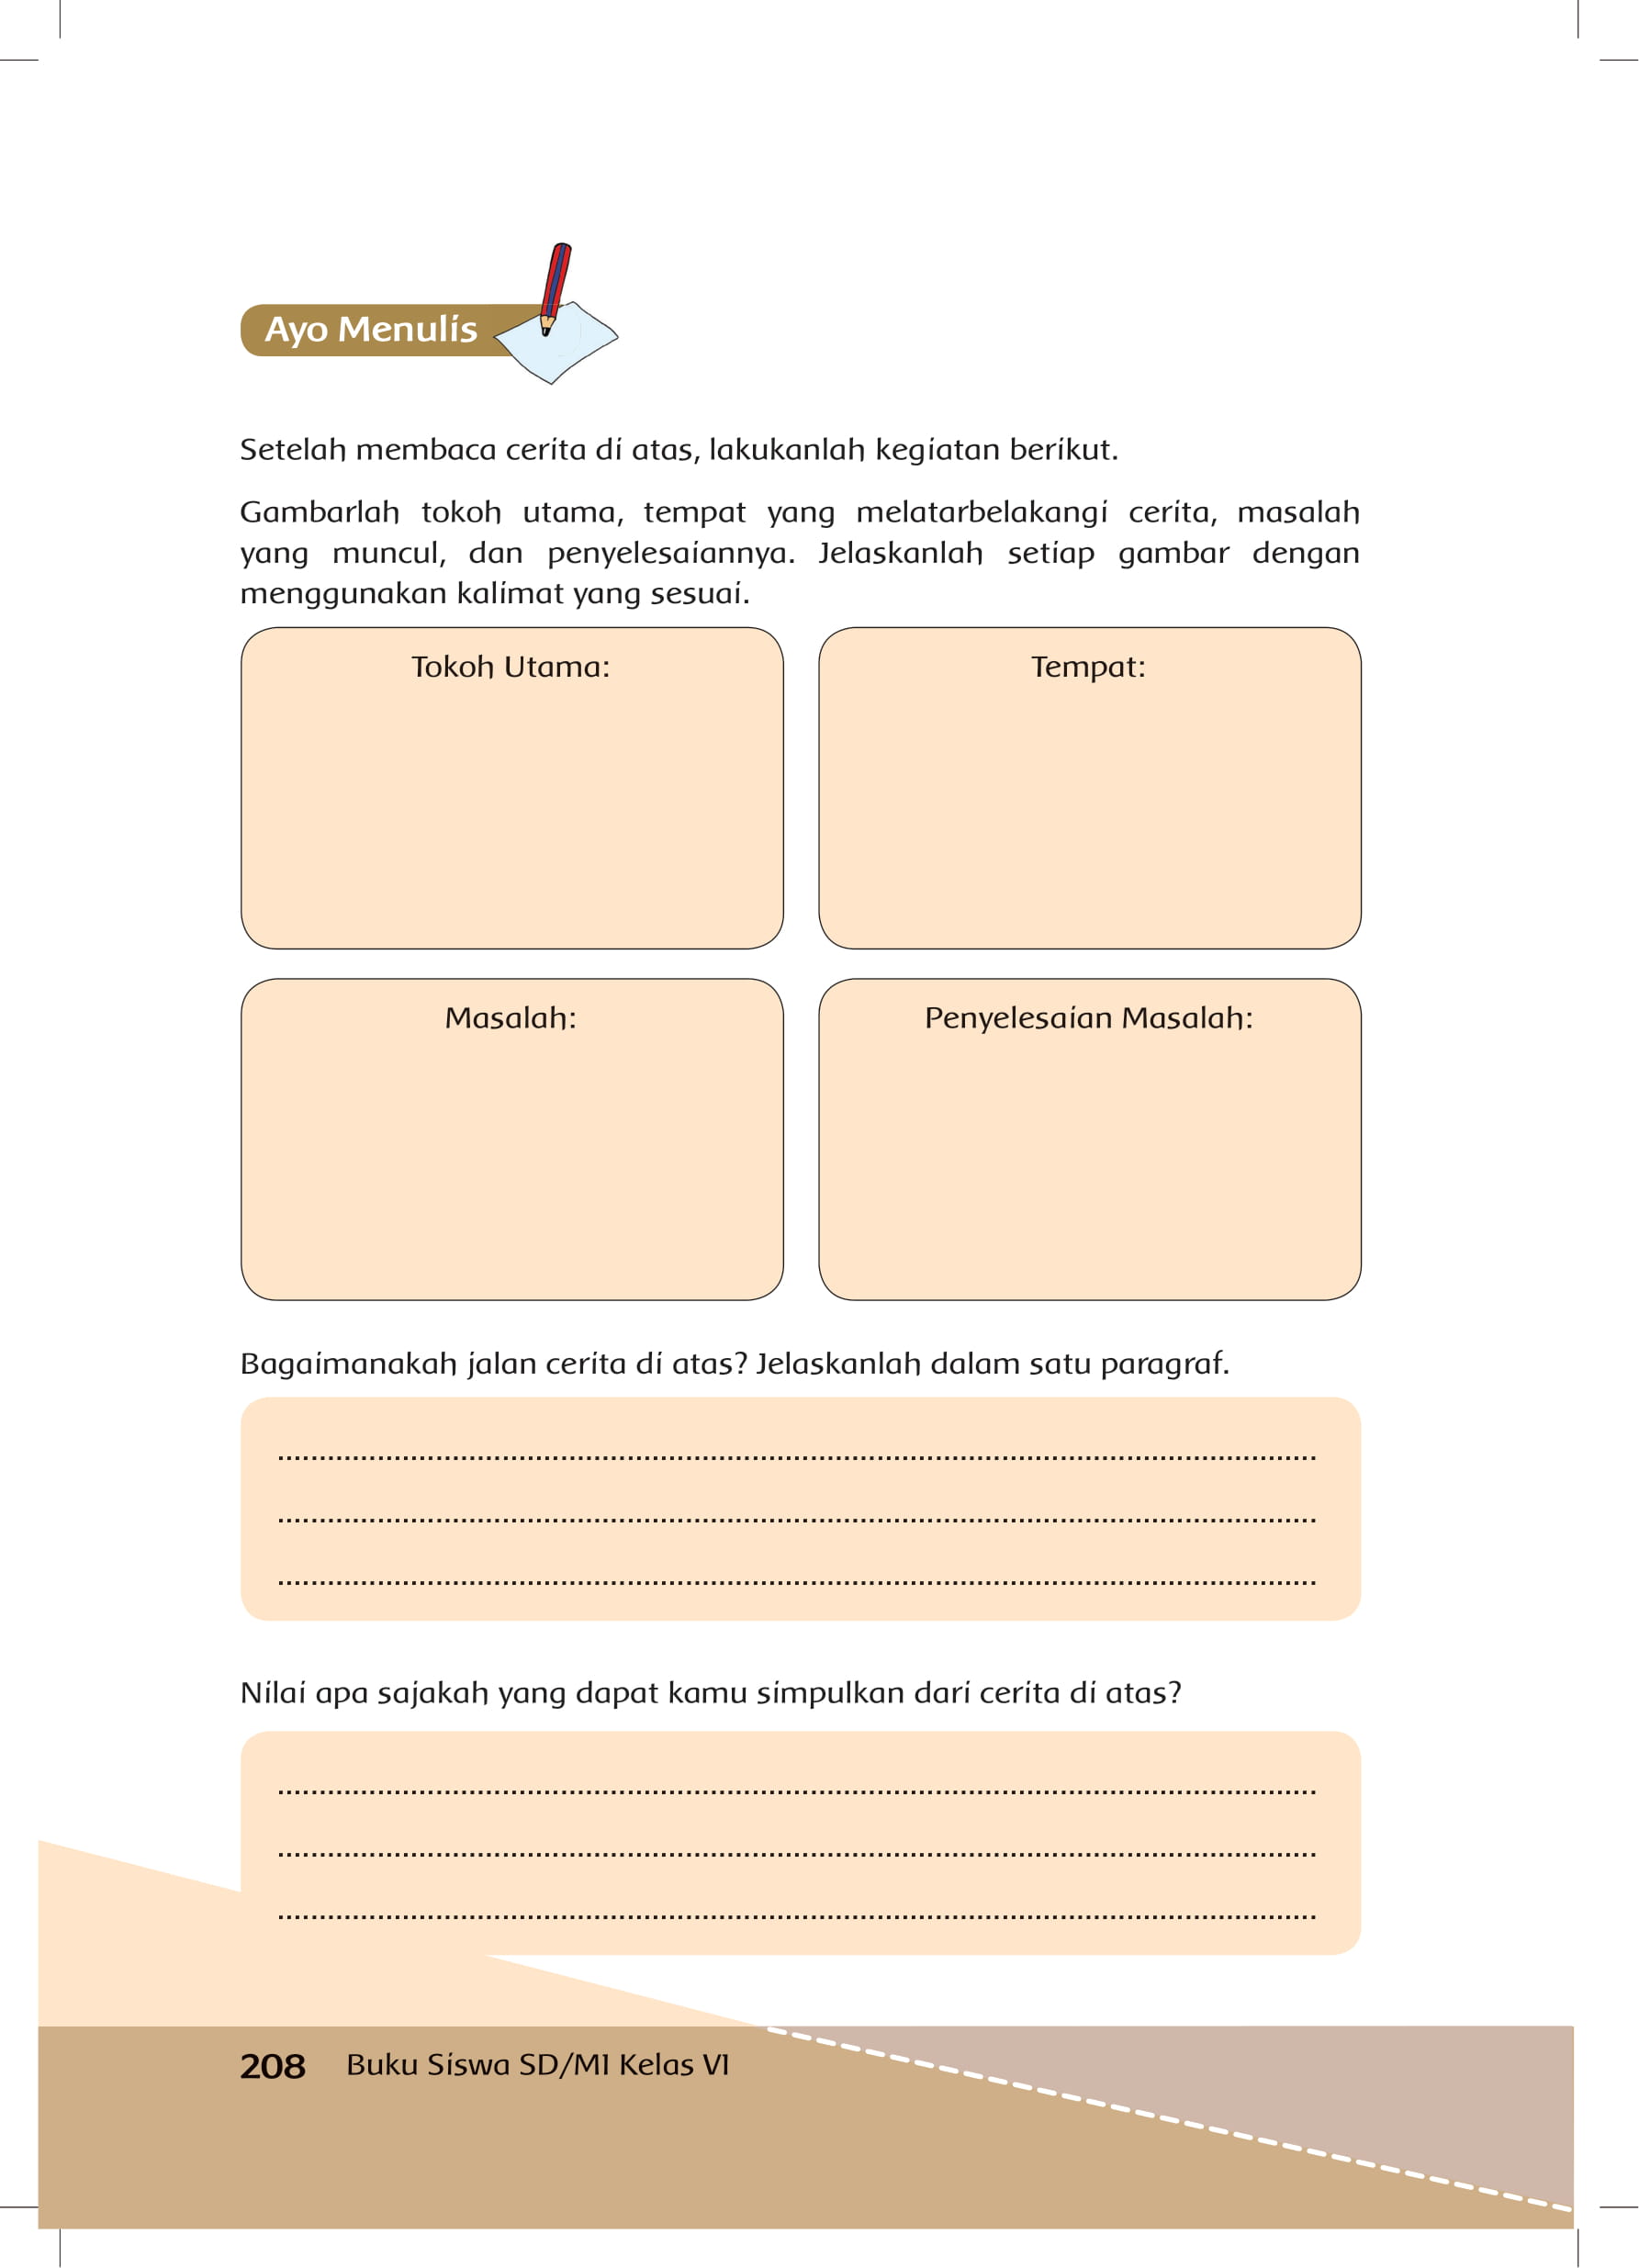 Ayo Menulis
Setelah membaca cerita di atas, lakukanlah kegiatan berikut.
Gambarlah tokoh utama, tempat yang melatarbelakangi cerita, masalah
yang muncul, dan penyelesaiannya. Jelaskanlah setiap gambar dengan
menggunakan kalimat yang sesuai.
Tokoh Utama:
Tempat:
Masalah:
Penyelesaian Masalah:
Bagaimanakah jalan cerita di atas? Jelaskanlah dalam satu paragraf.
Nilai apa sajakah yang dapat kamu simpulkan dari cerita di atas?
208 Buku Siswa SD/MI Kelas VI